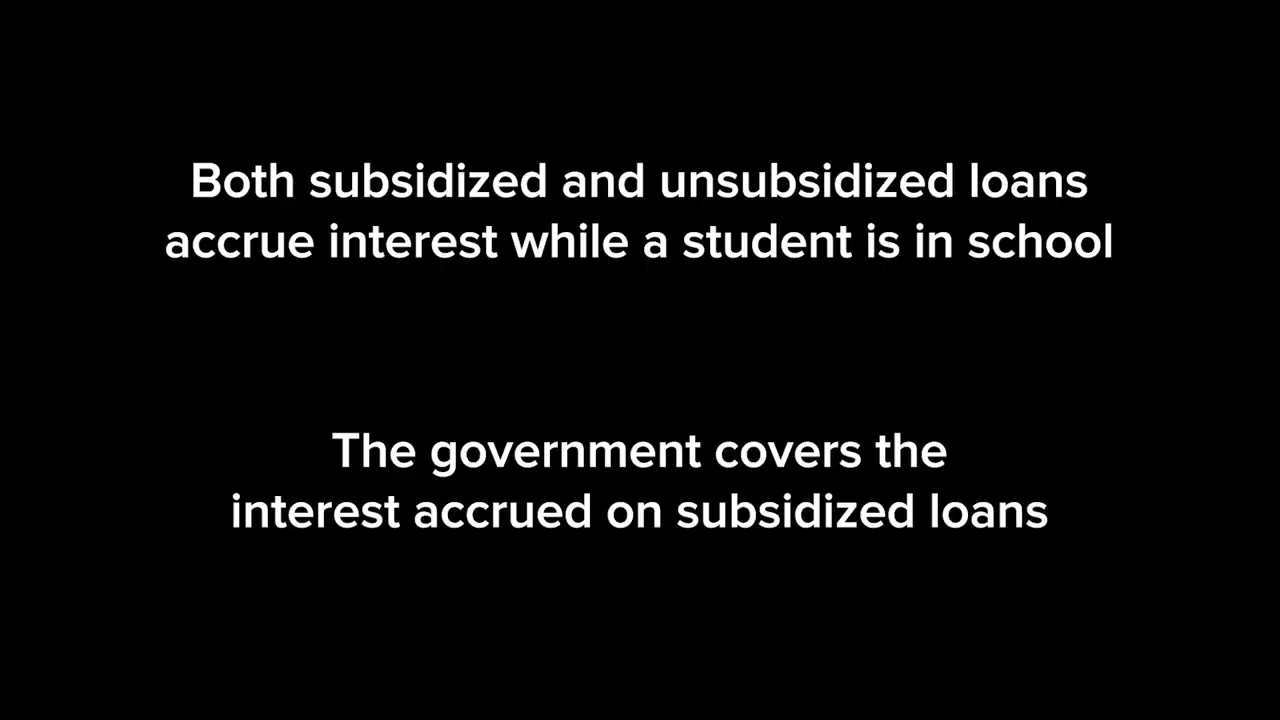 Both subsidized and unsubsidized loans
accrue interest while a student is in school
The government covers the
interest accrued on subsidized loans